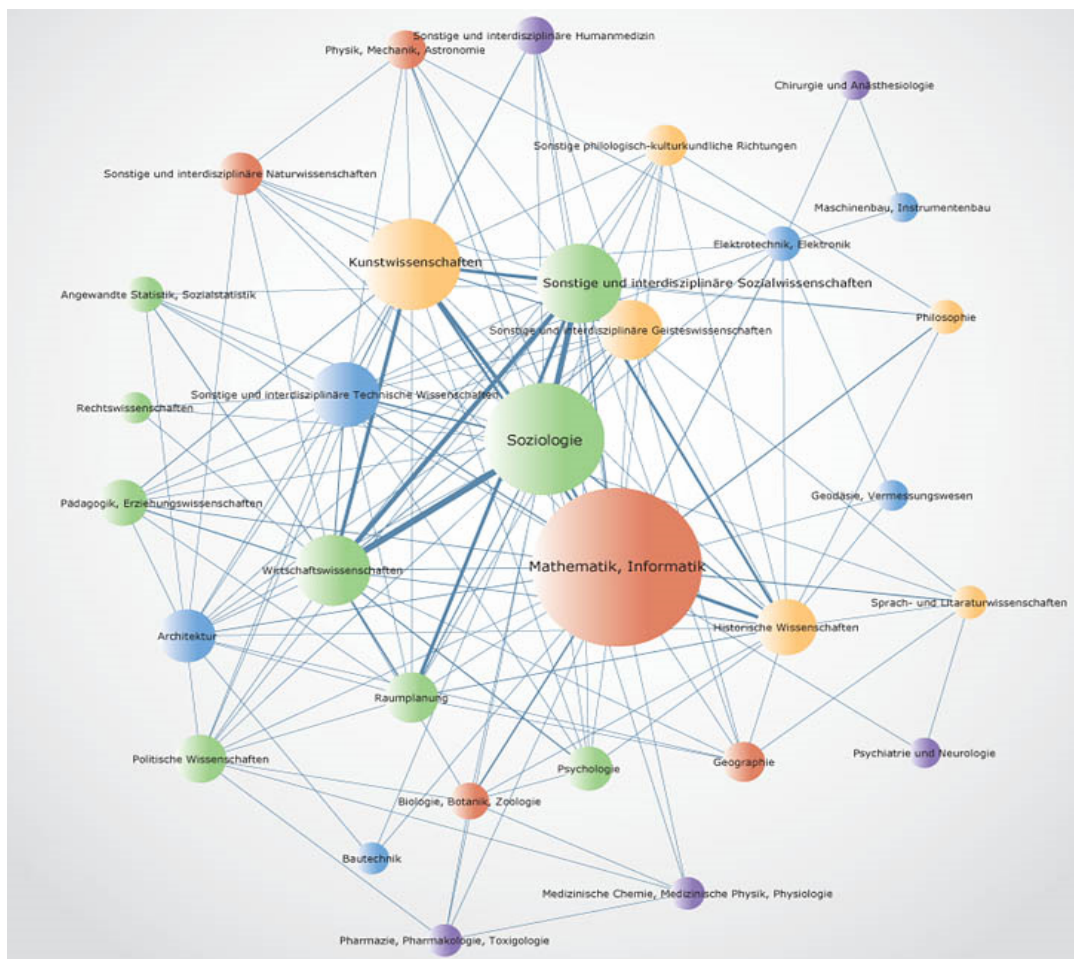 Sonstige und interdisziplinäre Humanmedizin
Physik, Mechanik, Astronomie
Chirurgie und Anästhesiologie
Sonstige philologisch-kulturkundliche Richtungen
Sonstige und interdisziplinäre Naturwissenschaften
Maschinenbau, Instrumentenbau
Elektrotechnik, Elektronik
Kunstwissenschaften
Sonstige und interdisziplinäre Sozialwissenschaften
Angewandte Statistik, Sozialstatistik
Philosophie
Sonstige und interdisziplinäre Geisteswissenschaften
Sonstige und interdisziplinäre Technische Wissenschaften
Rechtswissenschaften
Soziologie
Geodäsie, Vermessungswesen
Pädagogik, Erziehungswissenschaften
Mathematik, Informatik
Wirtschaftswissenschaften
Sprach- und Litaraturwissenschaften
Historische Wissenschaften
Architektur
Raumplanung
Psychiatrie und Neurologie
Politische Wissenschaften
Geographie
Psychologie
Biologie, Botanik, Zoologie
Bautechnik
Medizinische Chemie, Medizinische Physik, Physiologie
Pharmazie, Pharmakologie, Toxigologie